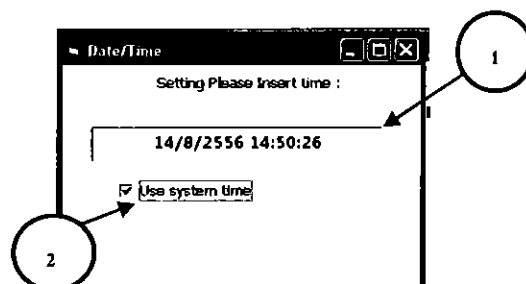 Date/Time
1
Setting Please Insert time :
14/8/2556 14:50:26
Use system time
2